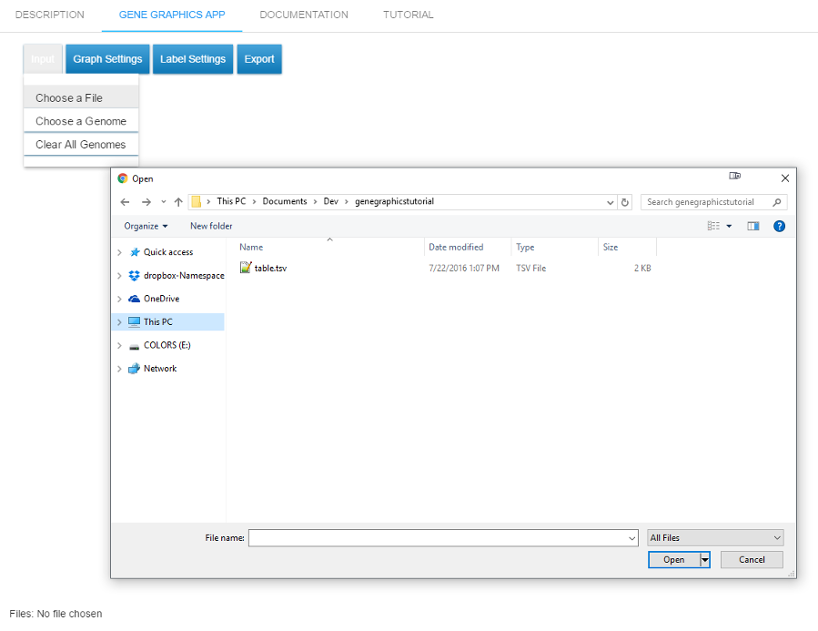 DESCRIPTION GENE GRAPHICS APP DOCUMENTATION TUTORIAL
Input Graph Settings Label Settings Export
Choose a File
Choose a Genome
Clear All Genomes
Open
This PC > Documents > Dev > genegraphicstutorial Search genegraphicstutorial
Organize New folder
Name Date modified Type Size
Quick access
table.tsv 7/22/2016 1:07 PM TSV File 2 KB
dropbox-Namespace
OneDrive
This PC
COLORS (E:)
Network
File name: All Files
Open Cancel
Files: No file chosen